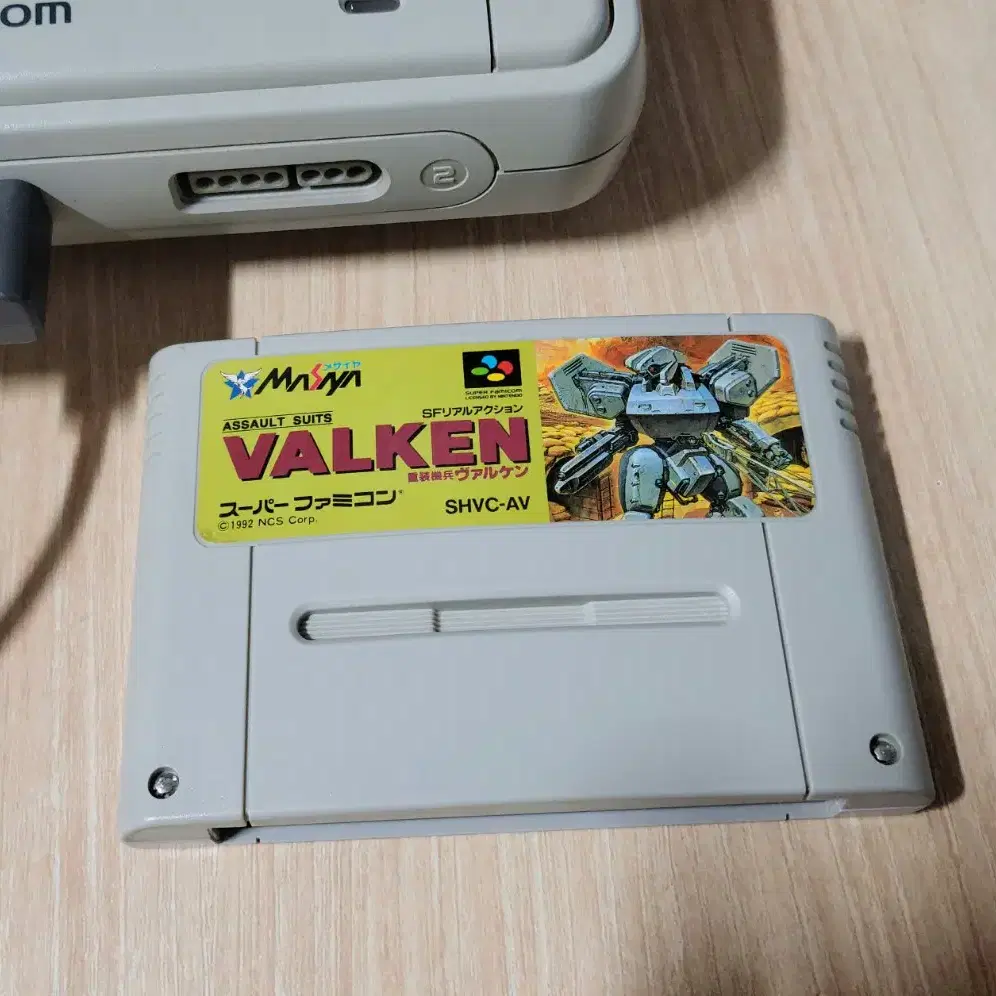 om
2
メサイヤ
MASAYA
SUPER FAMICOM
LICENSED BY NINTENDO
ASSAULT SUITS
SFリアルアクション
VALKEN
重装機兵ヴァルケン
スーパーファミコン
SHVC-AV
©1992 NCS Corp.